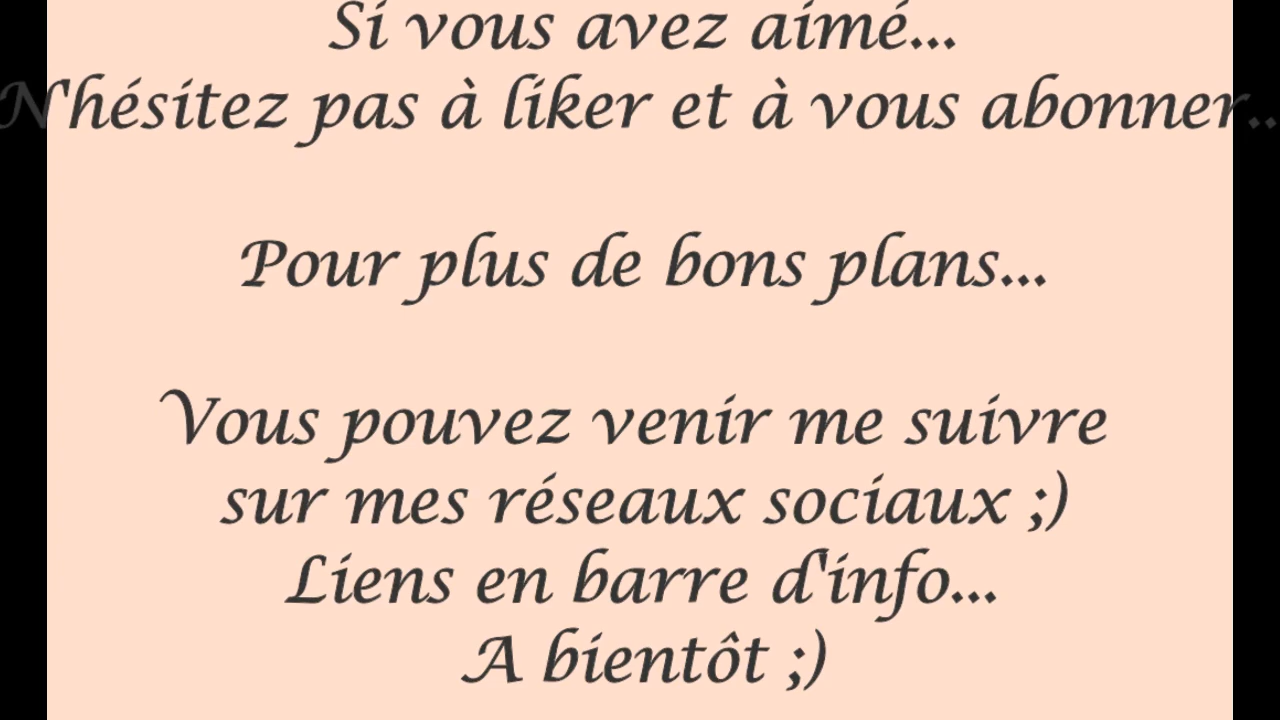 Si vous avez aimé...
N'hésitez pas à liker et à vous abonner..
Pour plus de bons plans...
Vous pouvez venir me suivre
sur mes réseaux sociaux ;)
Liens en barre d'info...
A bientôt ;)